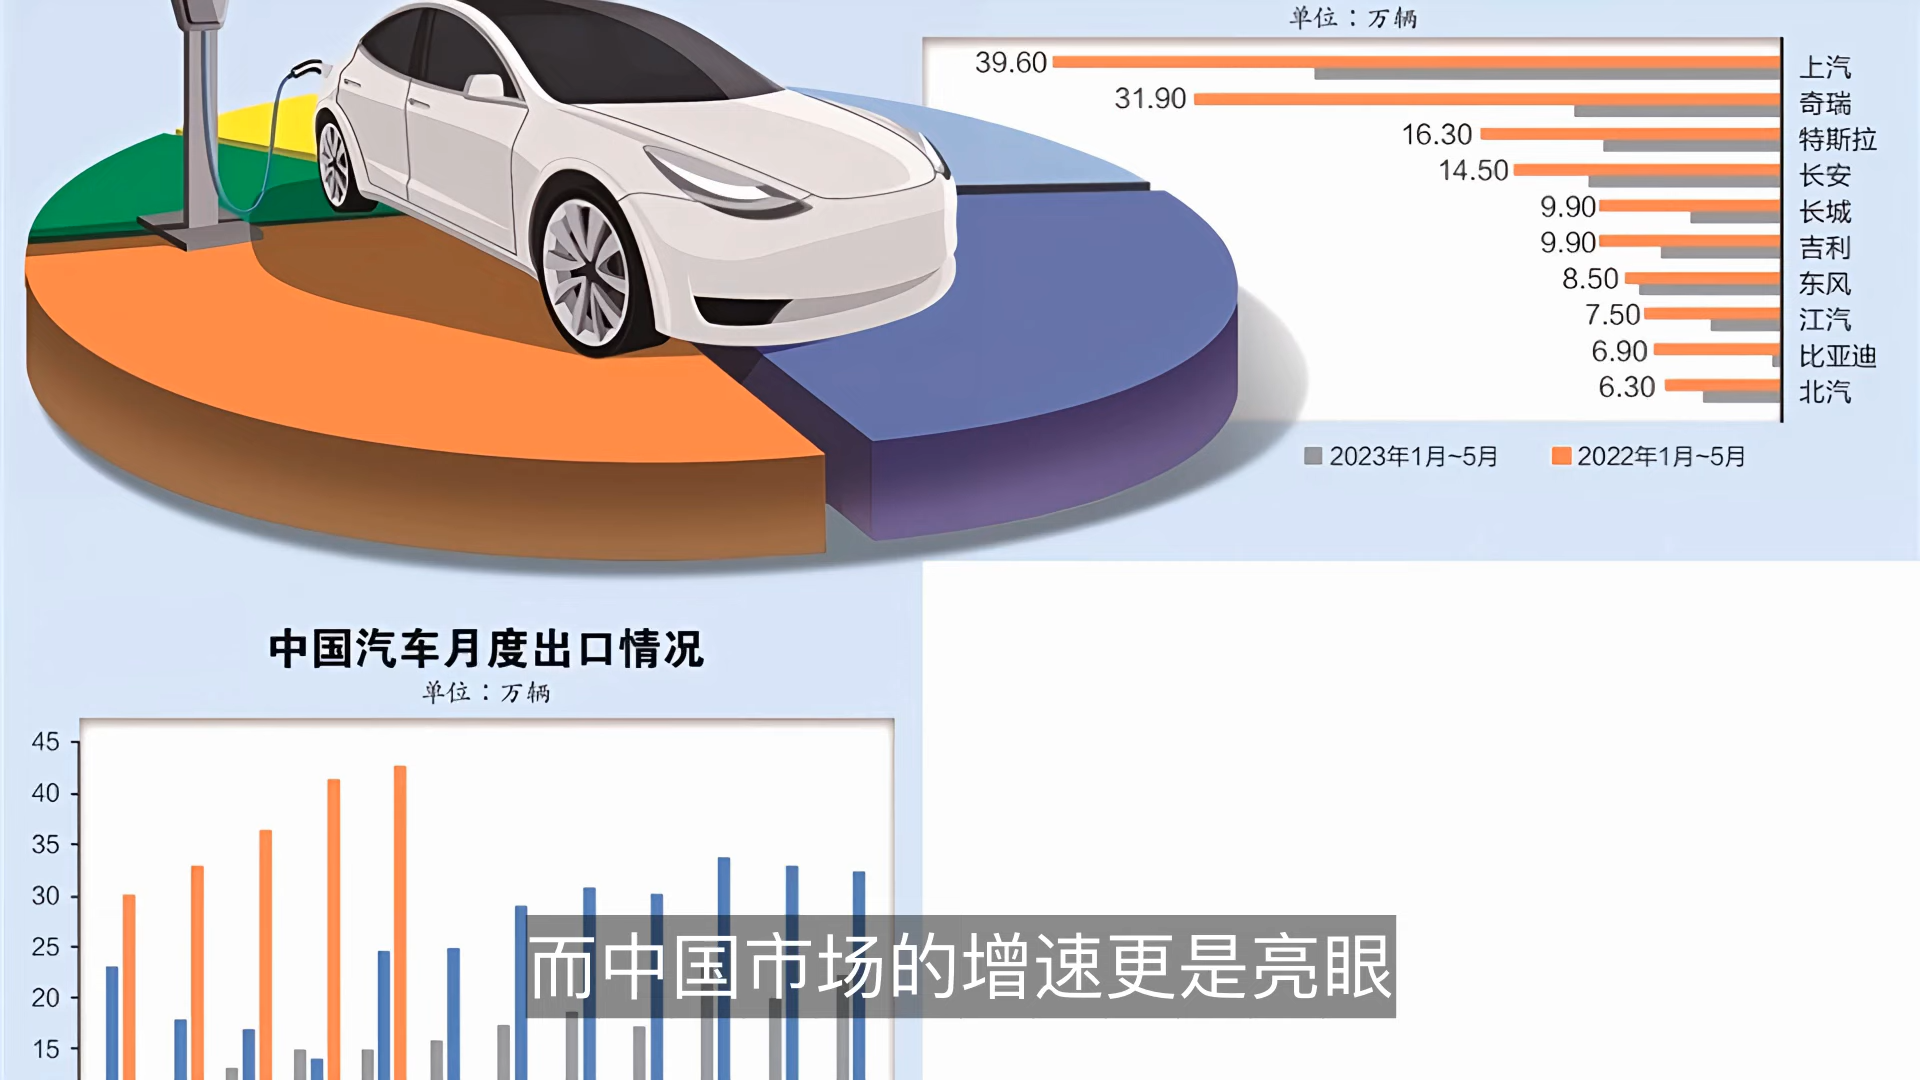 单位：万辆
39.60 上汽
31.90 奇瑞
16.30 特斯拉
14.50 长安
9.90 长城
9.90 吉利
8.50 东风
7.50 江汽
6.90 比亚迪
6.30 北汽
2023年1月~5月 2022年1月~5月
中国汽车月度出口情况
单位：万辆
45
40
35
30
25
20
15
而中国市场的增速更是亮眼